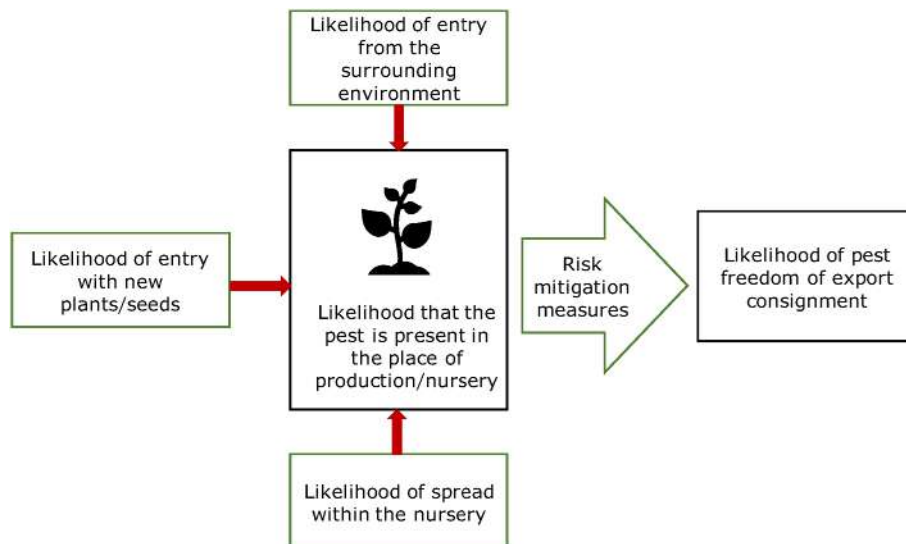 Likelihood of entry
from the
surrounding
environment
Likelihood of entry
with new
plants/seeds
Likelihood that the
pest is present in
the place of
production/nursery
Risk
mitigation
measures
Likelihood of pest
freedom of export
consignment
Likelihood of spread
within the nursery